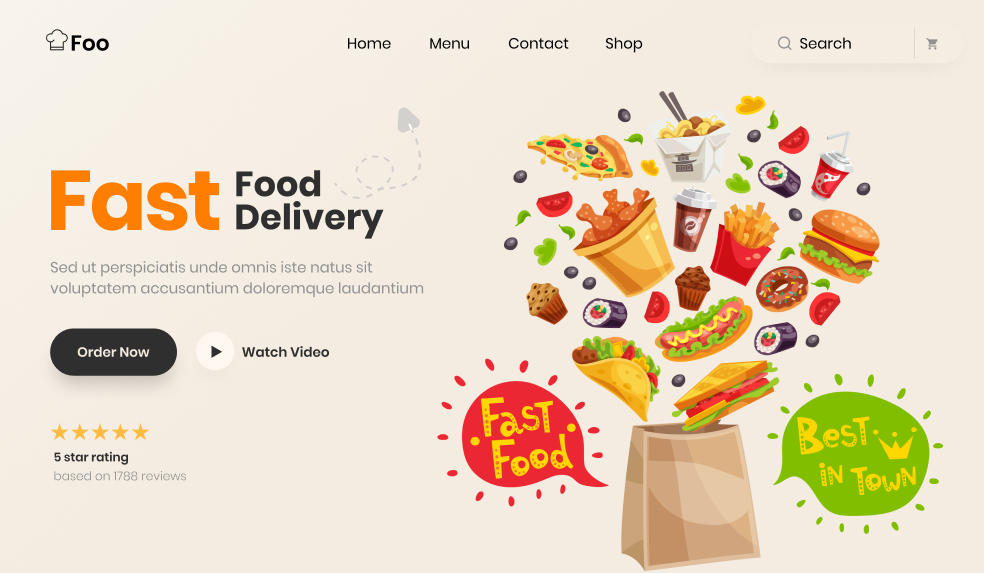 Foo
Home
Menu
Contact
Shop
Search
Fast
Food
Delivery
Sed ut perspiciatis unde omnis iste natus sit
voluptatem accusantium doloremque laudantium
Order Now
Watch Video
5 star rating
based on 1788 reviews
Fast
Food
Best
in Town